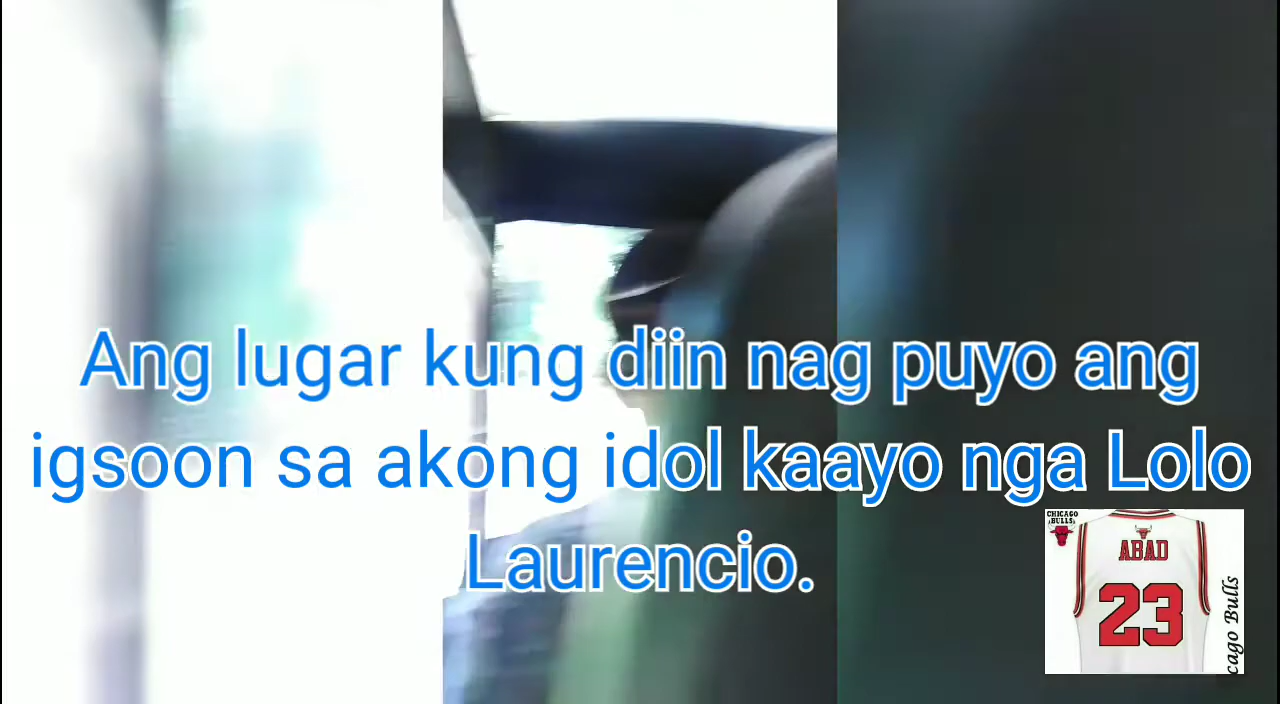 Ang lugar kung diin nag puyo ang
igsoon sa akong idol kaayo nga Lolo
Laurencio.
CHICAGO
BULLS
ABAD
23
cago Bulls